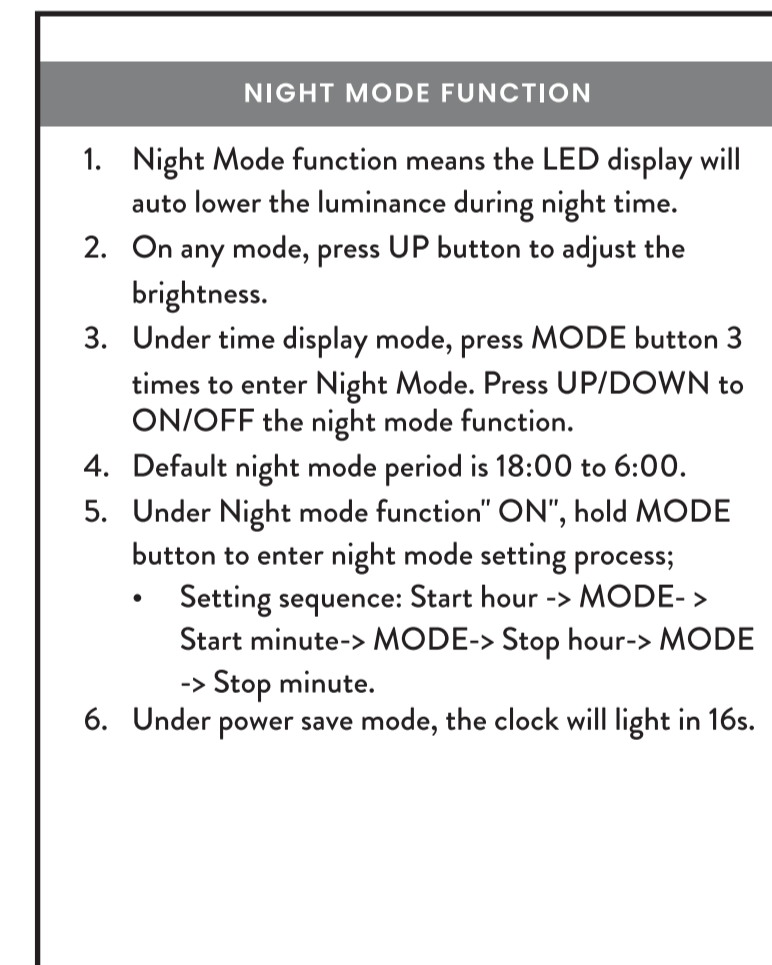 NIGHT MODE FUNCTION
1. Night Mode function means the LED display will
auto lower the luminance during night time.
2. On any mode, press UP button to adjust the
brightness.
3. Under time display mode, press MODE button 3
times to enter Night Mode. Press UP/DOWN to
ON/OFF the night mode function.
4. Default night mode period is 18:00 to 6:00.
5. Under Night mode function" ON", hold MODE
button to enter night mode setting process;
• Setting sequence: Start hour -> MODE- >
Start minute-> MODE-> Stop hour-> MODE
-> Stop minute.
6. Under power save mode, the clock will light in 16s.